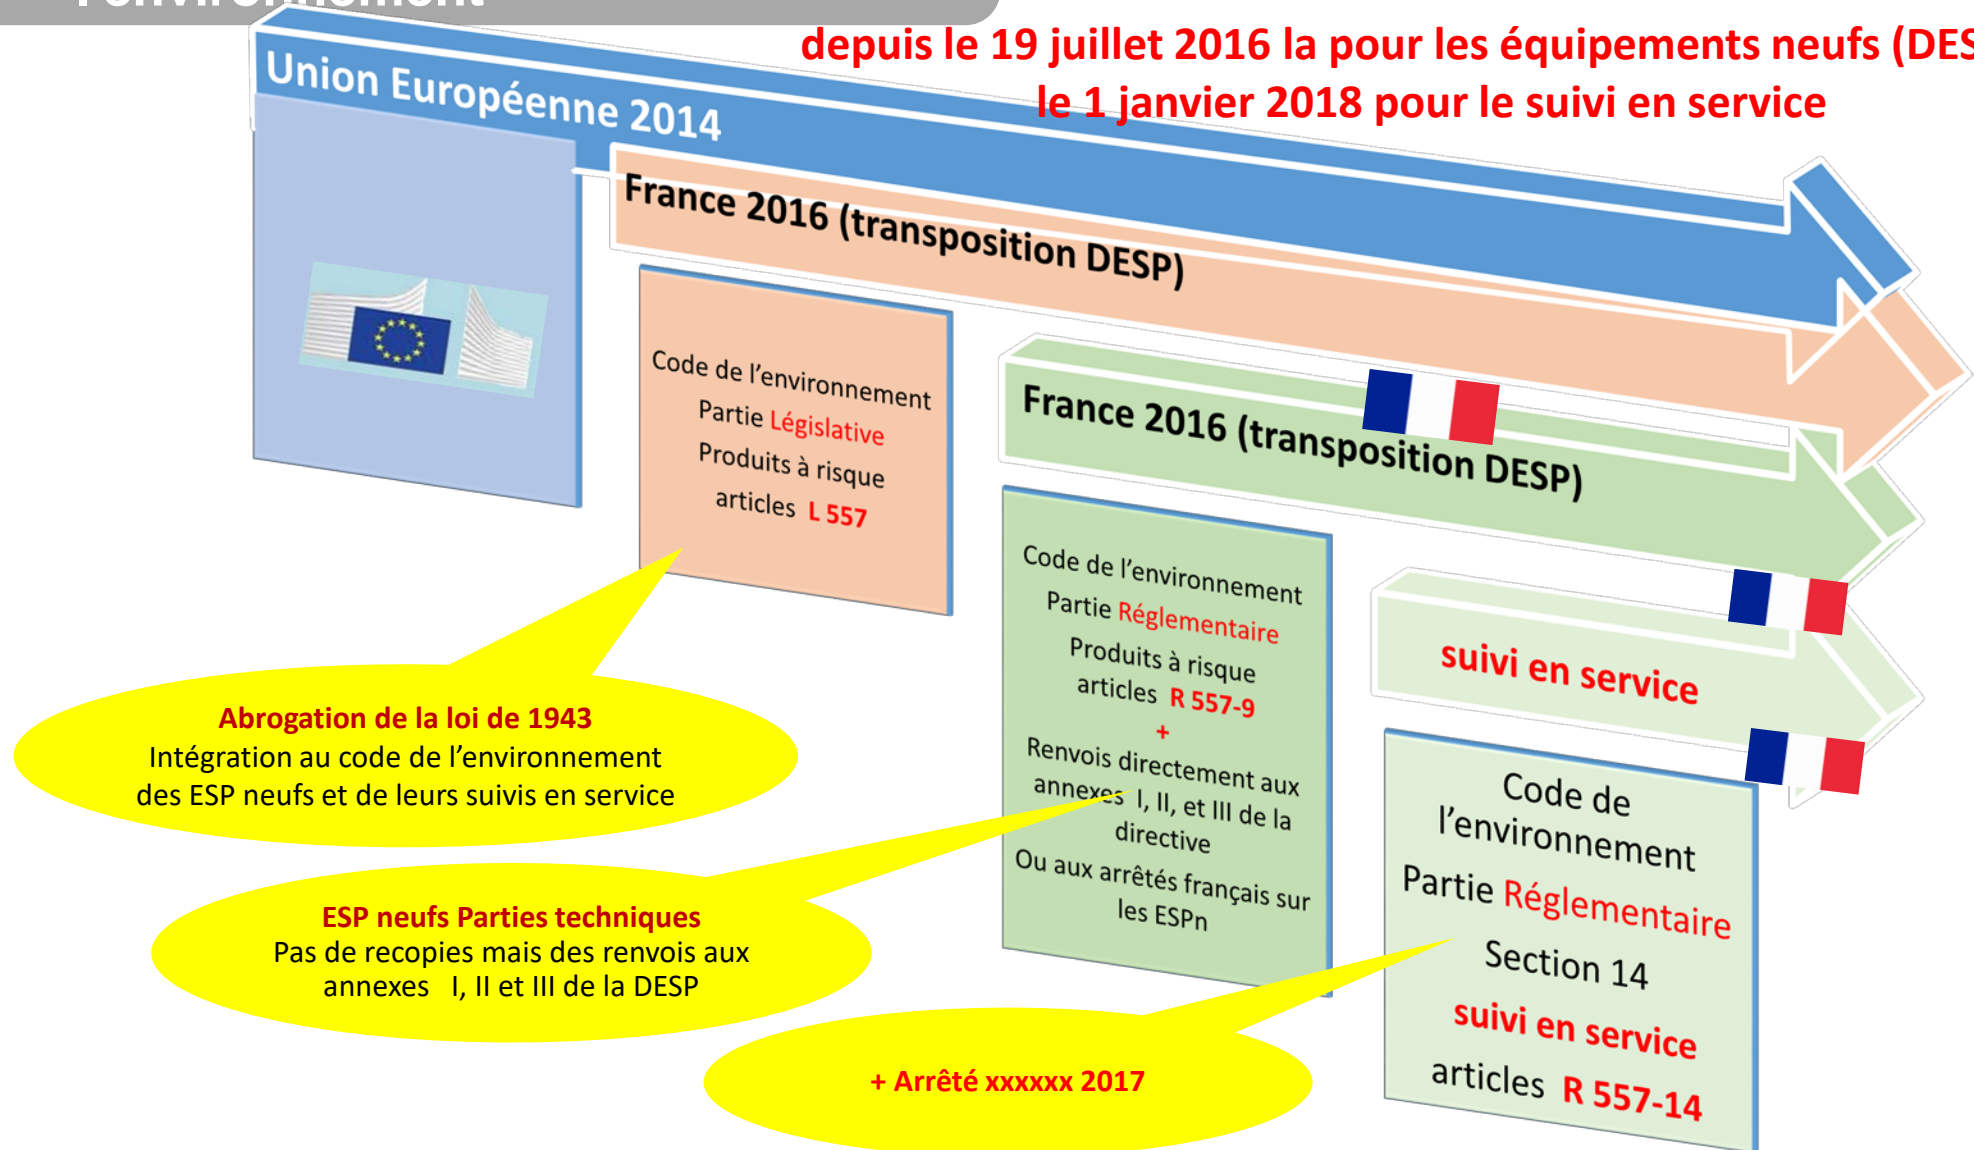 l'environnement
depuis le 19 juillet 2016 la pour les équipements neufs (DES
le 1 janvier 2018 pour le suivi en service
Union Européenne 2014
France 2016 (transposition DESP)
Code de l'environnement
Partie Législative
Produits à risque
articles L 557
France 2016 (transposition DESP)
Code de l'environnement
Partie Réglementaire
Produits à risque
articles R 557-9
+
Renvois directement aux
annexes I, II, et III de la
directive
Ou aux arrêtés français sur
les ESPn
suivi en service
Code de
l'environnement
Partie Réglementaire
Section 14
suivi en service
articles R 557-14
Abrogation de la loi de 1943
Intégration au code de l'environnement
des ESP neufs et de leurs suivis en service
ESP neufs Parties techniques
Pas de recopies mais des renvois aux
annexes I, II et III de la DESP
+ Arrêté xxxxxx 2017